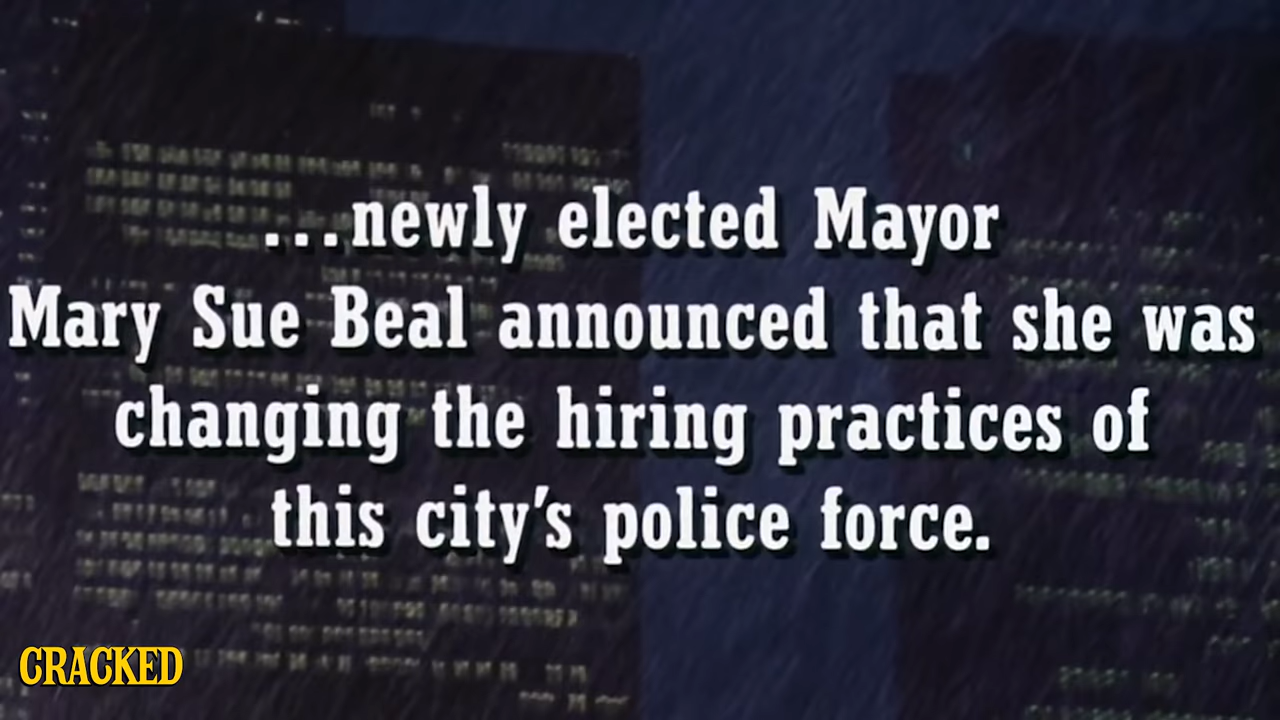 ...newly elected Mayor
Mary Sue Beal announced that she was
changing the hiring practices of
this city's police force.
CRACKED